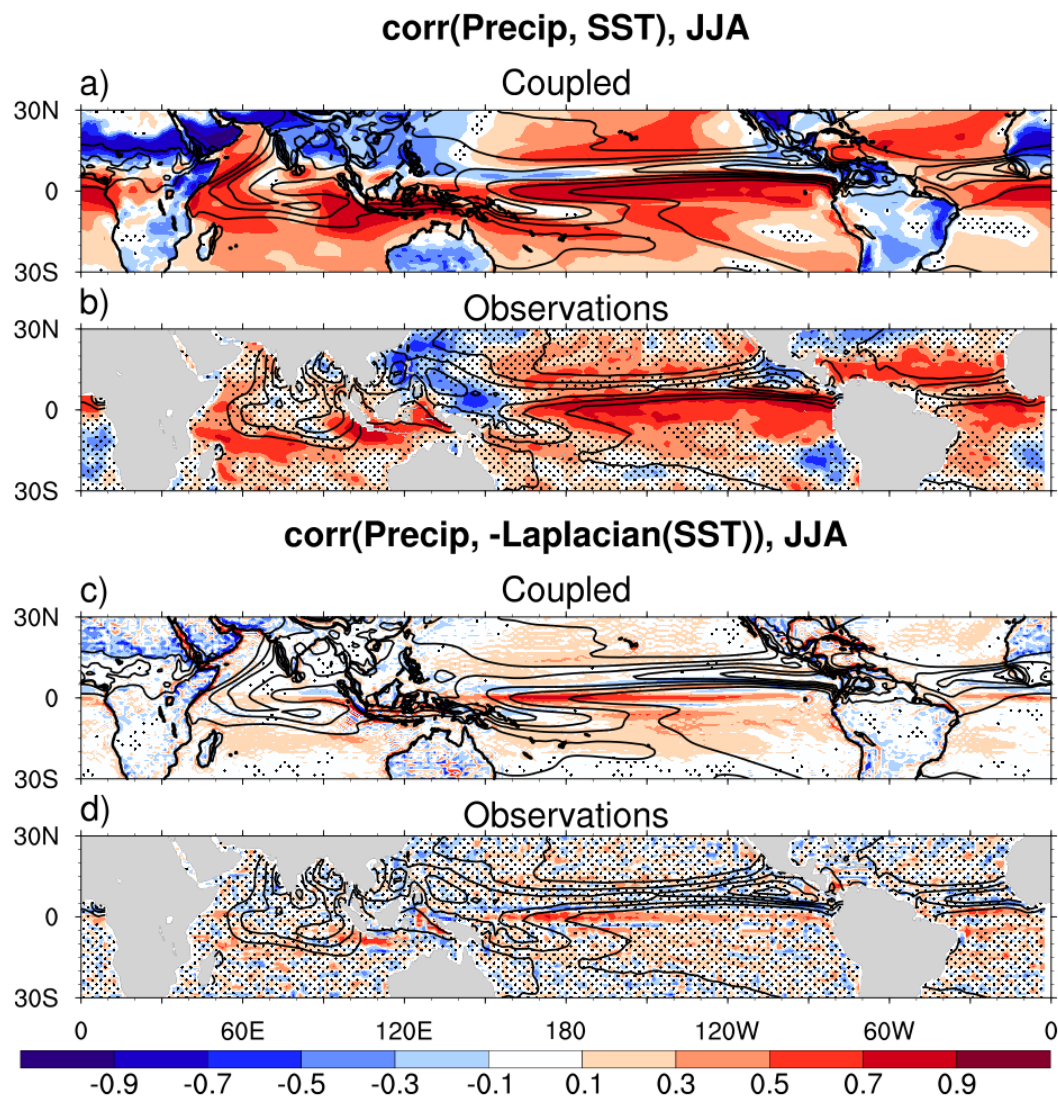 corr(Precip, SST), JJA
a)
Coupled
30N
0
30S
b)
Observations
30N
0
30S
corr(Precip, -Laplacian(SST)), JJA
c)
Coupled
30N
0
30S
d)
Observations
30N
0
30S
0 60E 120E 180 120W 60W 0
-0.9 -0.7 -0.5 -0.3 -0.1 0.1 0.3 0.5 0.7 0.9